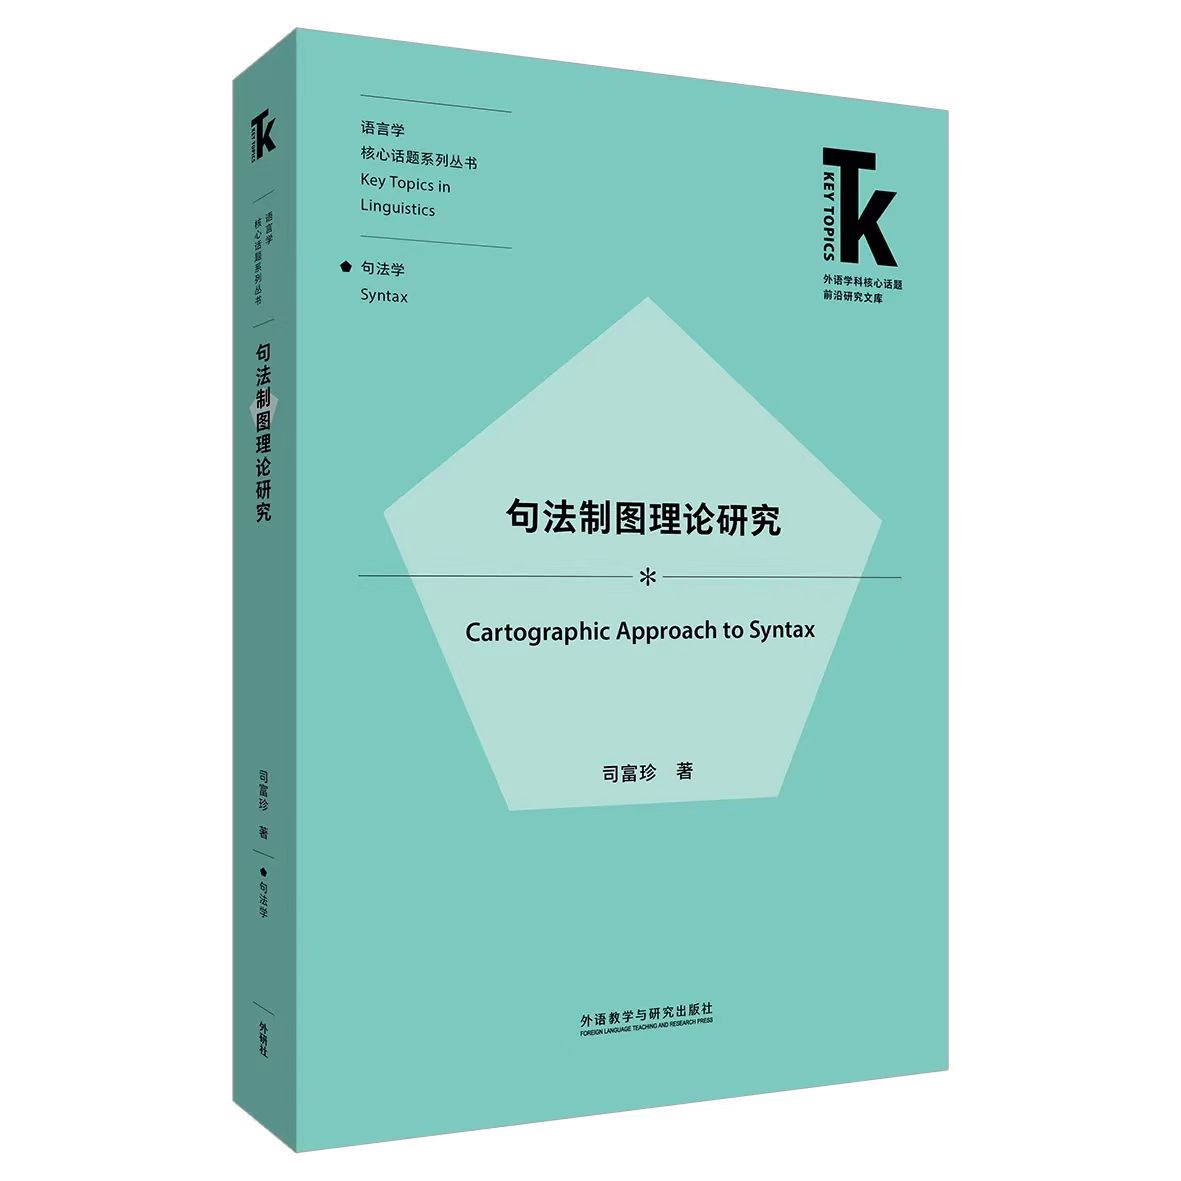 语言学
核心话题系列丛书
Key Topics in
Linguistics
句法学
Syntax
Tk
KEY TOPICS
外语学科核心话题
前沿研究文库
句法制图理论研究
*
Cartographic Approach to Syntax
司富珍 著
外语教学与研究出版社
FOREIGN LANGUAGE TEACHING AND RESEARCH PRESS
Tk
KEY TOPICS
语言学
核心话题系列丛书
句法制图理论研究
司富珍 著
句法学
外研社